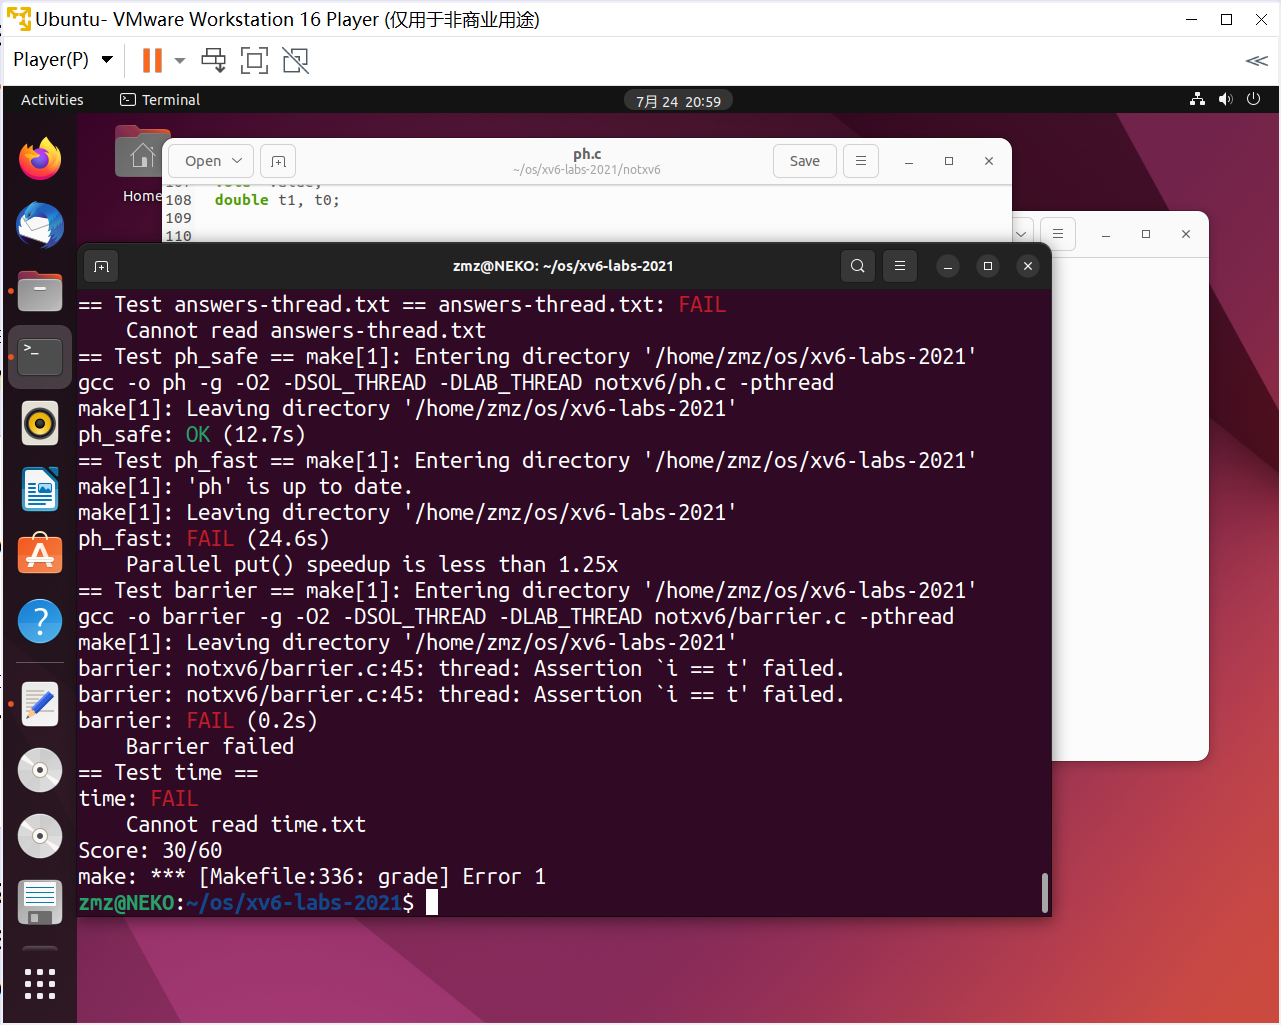 Ubuntu- VMware Workstation 16 Player (仅用于非商业用途)
Player(P)
Activities
Terminal
7月 24 20:59
Home
Open
ph.c
~/os/xv6-labs-2021/notxv6
Save
108 double t1, t0;
109
110
zmz@NEKO: ~/os/xv6-labs-2021
== Test answers-thread.txt == answers-thread.txt: FAIL
    Cannot read answers-thread.txt
== Test ph_safe == make[1]: Entering directory '/home/zmz/os/xv6-labs-2021'
gcc -o ph -g -O2 -DSOL_THREAD -DLAB_THREAD notxv6/ph.c -pthread
make[1]: Leaving directory '/home/zmz/os/xv6-labs-2021'
ph_safe: OK (12.7s)
== Test ph_fast == make[1]: Entering directory '/home/zmz/os/xv6-labs-2021'
make[1]: 'ph' is up to date.
make[1]: Leaving directory '/home/zmz/os/xv6-labs-2021'
ph_fast: FAIL (24.6s)
    Parallel put() speedup is less than 1.25x
== Test barrier == make[1]: Entering directory '/home/zmz/os/xv6-labs-2021'
gcc -o barrier -g -O2 -DSOL_THREAD -DLAB_THREAD notxv6/barrier.c -pthread
make[1]: Leaving directory '/home/zmz/os/xv6-labs-2021'
barrier: notxv6/barrier.c:45: thread: Assertion `i == t' failed.
barrier: notxv6/barrier.c:45: thread: Assertion `i == t' failed.
barrier: FAIL (0.2s)
    Barrier failed
== Test time ==
time: FAIL
    Cannot read time.txt
Score: 30/60
make: *** [Makefile:336: grade] Error 1
zmz@NEKO:~/os/xv6-labs-2021$